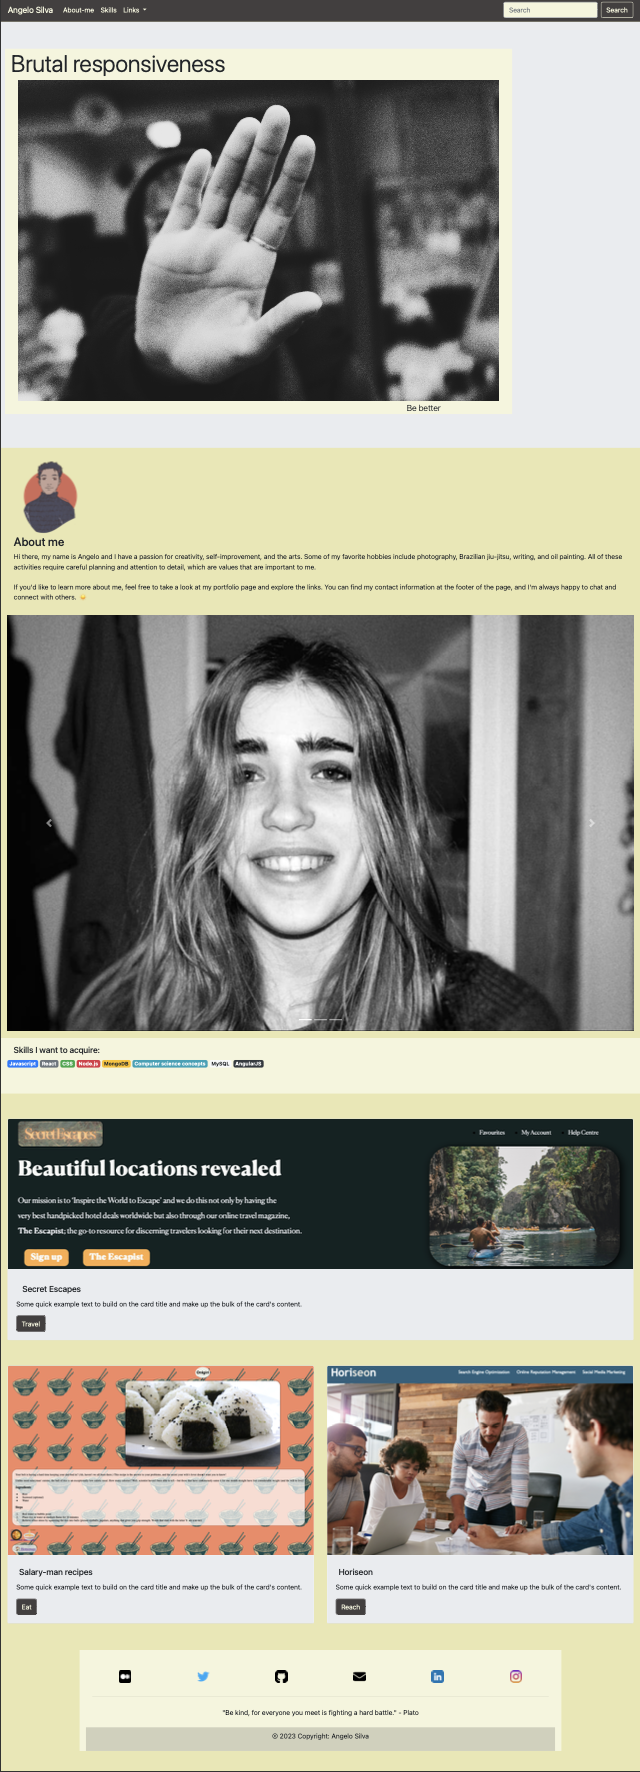 Angelo Silva About-me Skills Links Search Search
Brutal responsiveness
Be better
About me
Hi there, my name is Angelo and I have a passion for creativity, self-improvement, and the arts. Some of my favorite hobbies include photography, Brazilian jiu-jitsu, writing, and oil painting. All of these
activities require careful planning and attention to detail, which are values that are important to me.
If you'd like to learn more about me, feel free to take a look at my portfolio page and explore the links. You can find my contact information at the footer of the page, and I'm always happy to chat and
connect with others.
Skills I want to acquire:
Javascript React CSS Node.js MongoDB Computer science concepts MySQL AngularJS
Secret Escapes
Favourites My Account Help Centre
Beautiful locations revealed
Our mission is to 'Inspire the World to Escape' and we do this not only by having the
very best handpicked hotel deals worldwide but also through our online travel magazine,
The Escapist; the go-to resource for discerning travelers looking for their next destination.
Sign up The Escapist
Secret Escapes
Some quick example text to build on the card title and make up the bulk of the card's content.
Travel
Horiseon
Search Engine Optimization Online Reputation Management Social Media Marketing
Salary-man recipes
Some quick example text to build on the card title and make up the bulk of the card's content.
Eat
Horiseon
Some quick example text to build on the card title and make up the bulk of the card's content.
Reach
"Be kind, for everyone you meet is fighting a hard battle." - Plato
© 2023 Copyright: Angelo Silva